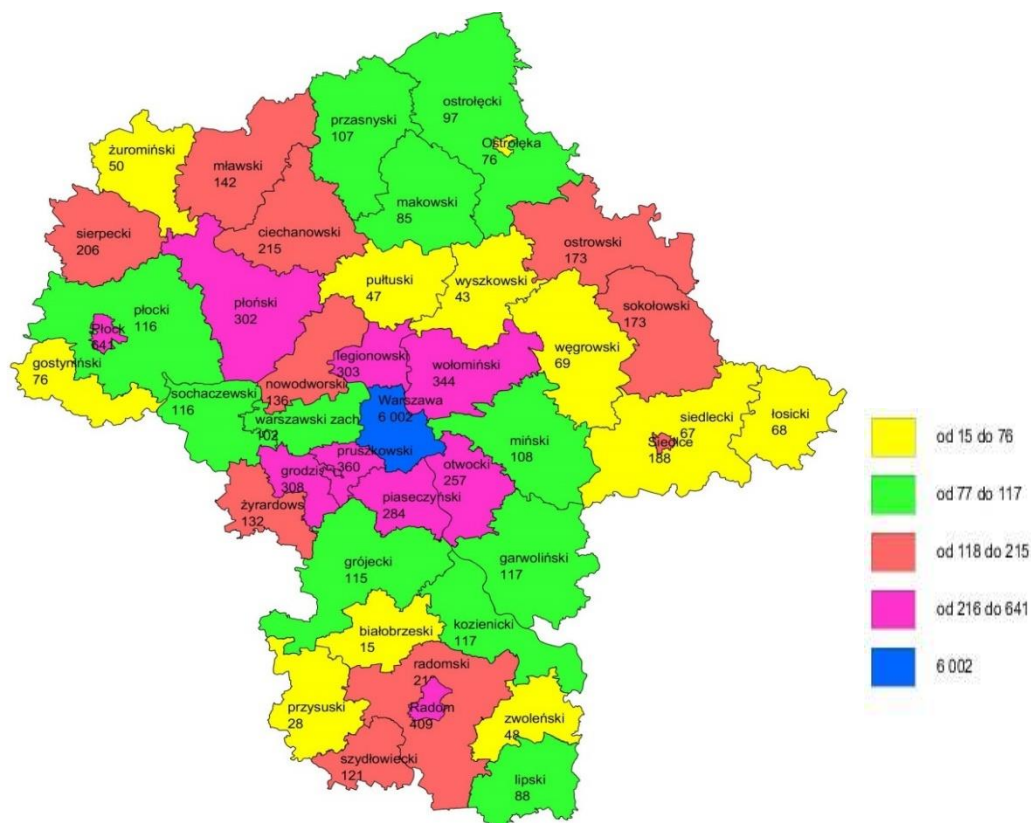 ostrołęcki
97
przasnyski
107
Ostrołęka
76
żuromiński
50
mławski
142
makowski
85
ciechanowski
215
sierpecki
206
ostrowski
173
pułtuski
47
wyszkowski
43
płoński
302
sokołowski
173
płocki
116
Płock
641
węgrowski
69
legionowski
303
wołomiński
344
gostyniński
76
nowodworski
136
sochaczewski
116
Warszawa
6 002
warszawski zach
102
siedlecki
67
łosicki
68
Siedlce
188
miński
108
pruszkowski
360
otwocki
257
grodzis
308
piaseczyński
284
żyrardows
132
grójecki
115
garwoliński
117
kozienicki
117
białobrzeski
15
radomski
21
Radom
409
przysuski
28
zwoleński
48
szydłowiecki
121
lipski
88
od 15 do 76
od 77 do 117
od 118 do 215
od 216 do 641
6 002